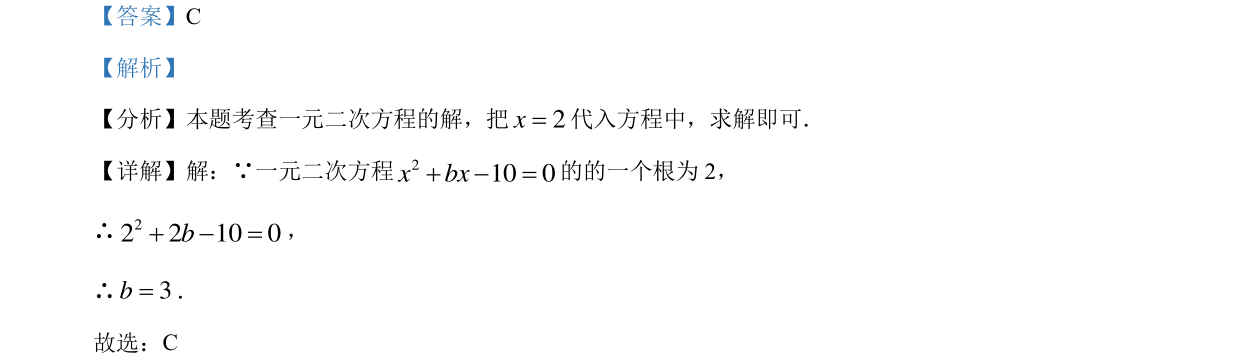 【答案】C
【解析】
【分析】本题考查一元二次方程的解，把 x = 2 代入方程中，求解即可．
【详解】解：∵一元二次方程 x² + bx − 10 = 0 的的一个根为 2，
∴ 2² + 2b − 10 = 0，
∴ b = 3．
故选：C